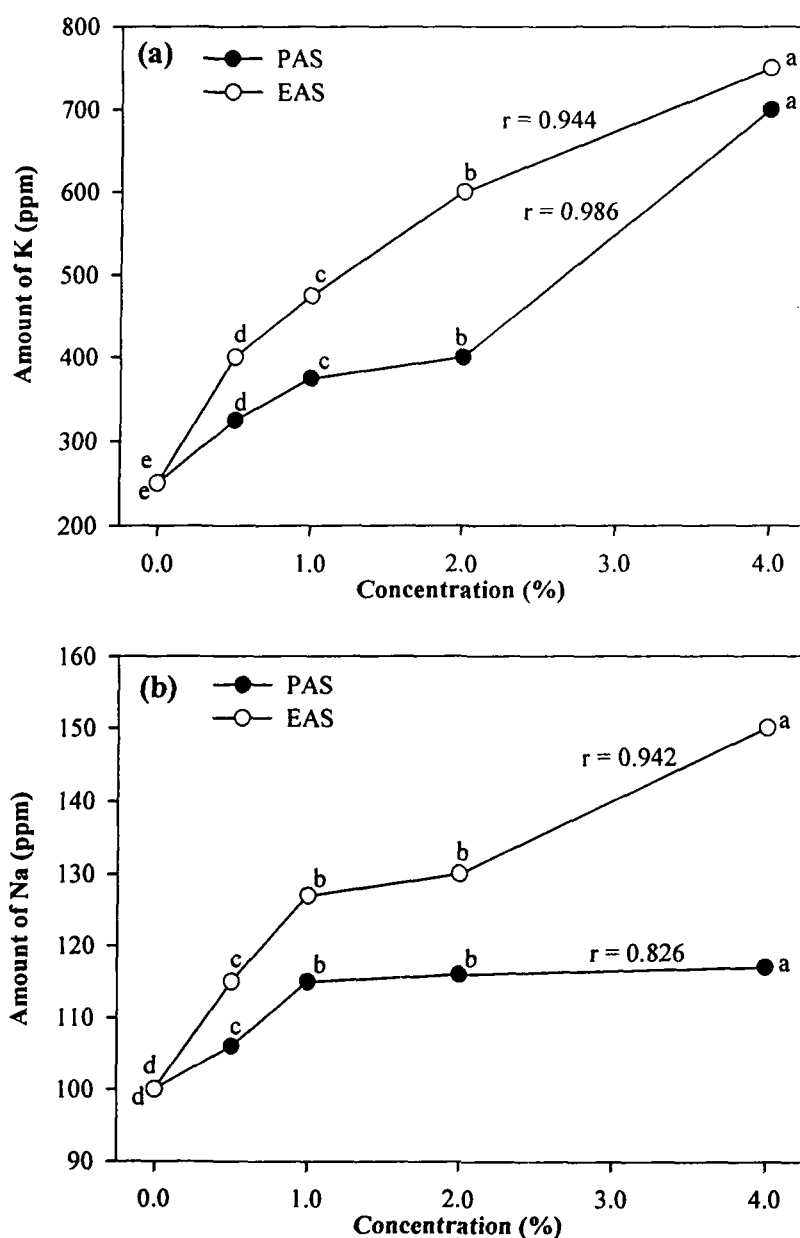 (a)
PAS
EAS
800
700
600
500
400
300
200
Amount of K (ppm)
r = 0.944
r = 0.986
a
a
b
b
c
c
d
d
e
e
0.0 1.0 2.0 3.0 4.0
Concentration (%)
(b)
PAS
EAS
160
150
140
130
120
110
100
90
Amount of Na (ppm)
r = 0.942
r = 0.826
a
a
b
b
b
b
c
c
d
d
0.0 1.0 2.0 3.0 4.0
Concentration (%)